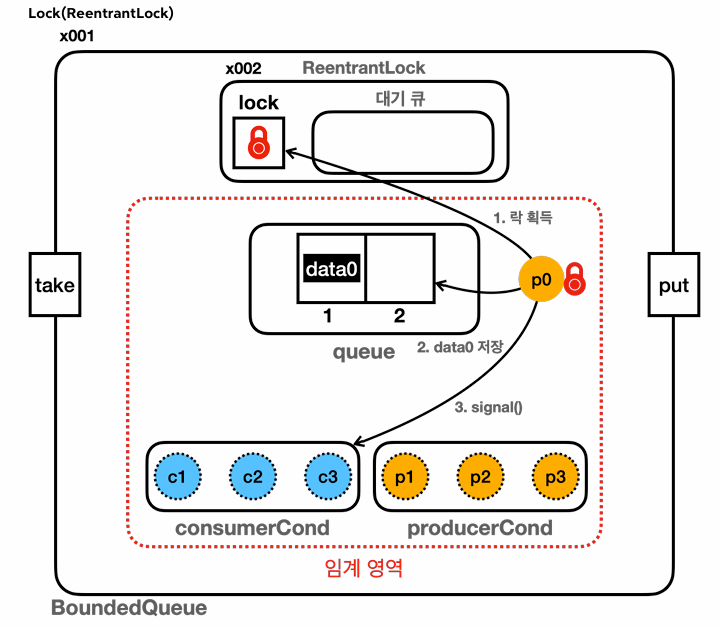 Lock(ReentrantLock)
x001
x002 ReentrantLock
lock 대기 큐
1. 락 획득
data0
p0
take
put
1 2
queue
2. data0 저장
3. signal()
c1 c2 c3 p1 p2 p3
consumerCond producerCond
임계 영역
BoundedQueue